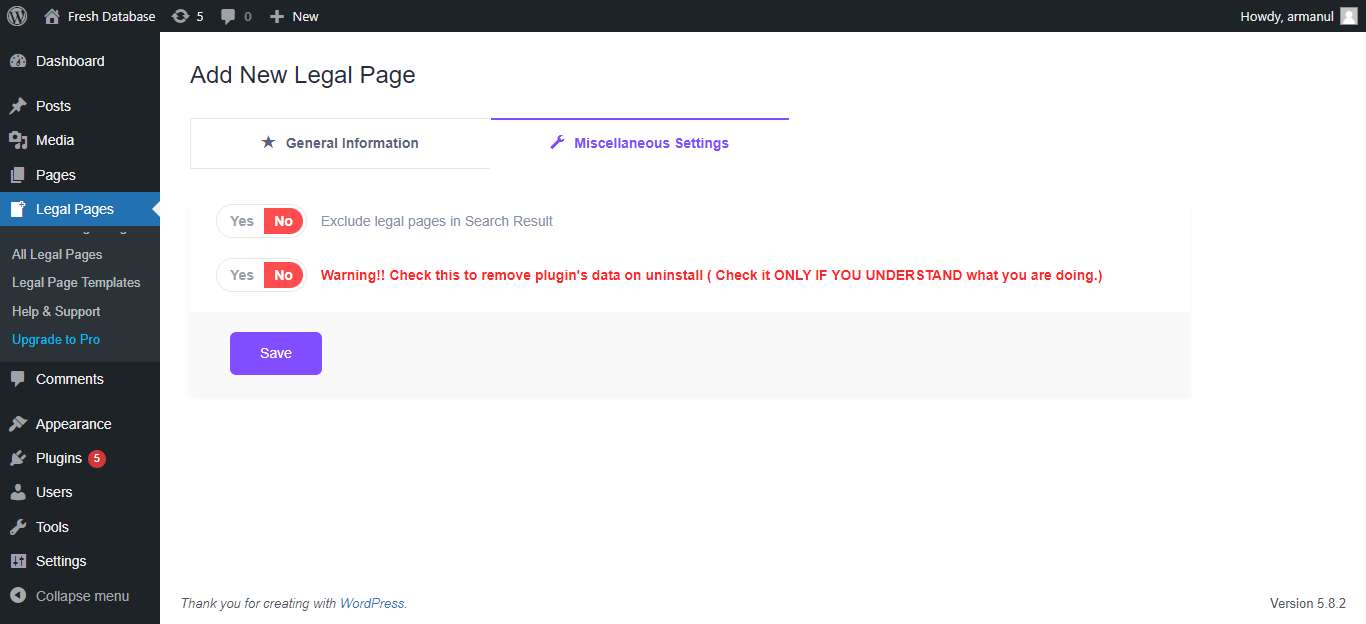 Fresh Database 5 0 New Howdy, armanul
Dashboard
Posts
Media
Pages
Legal Pages
All Legal Pages
Legal Page Templates
Help & Support
Upgrade to Pro
Comments
Appearance
Plugins 5
Users
Tools
Settings
Collapse menu
Add New Legal Page
General Information Miscellaneous Settings
Yes No Exclude legal pages in Search Result
Yes No Warning!! Check this to remove plugin's data on uninstall ( Check it ONLY IF YOU UNDERSTAND what you are doing.)
Save
Thank you for creating with WordPress. Version 5.8.2